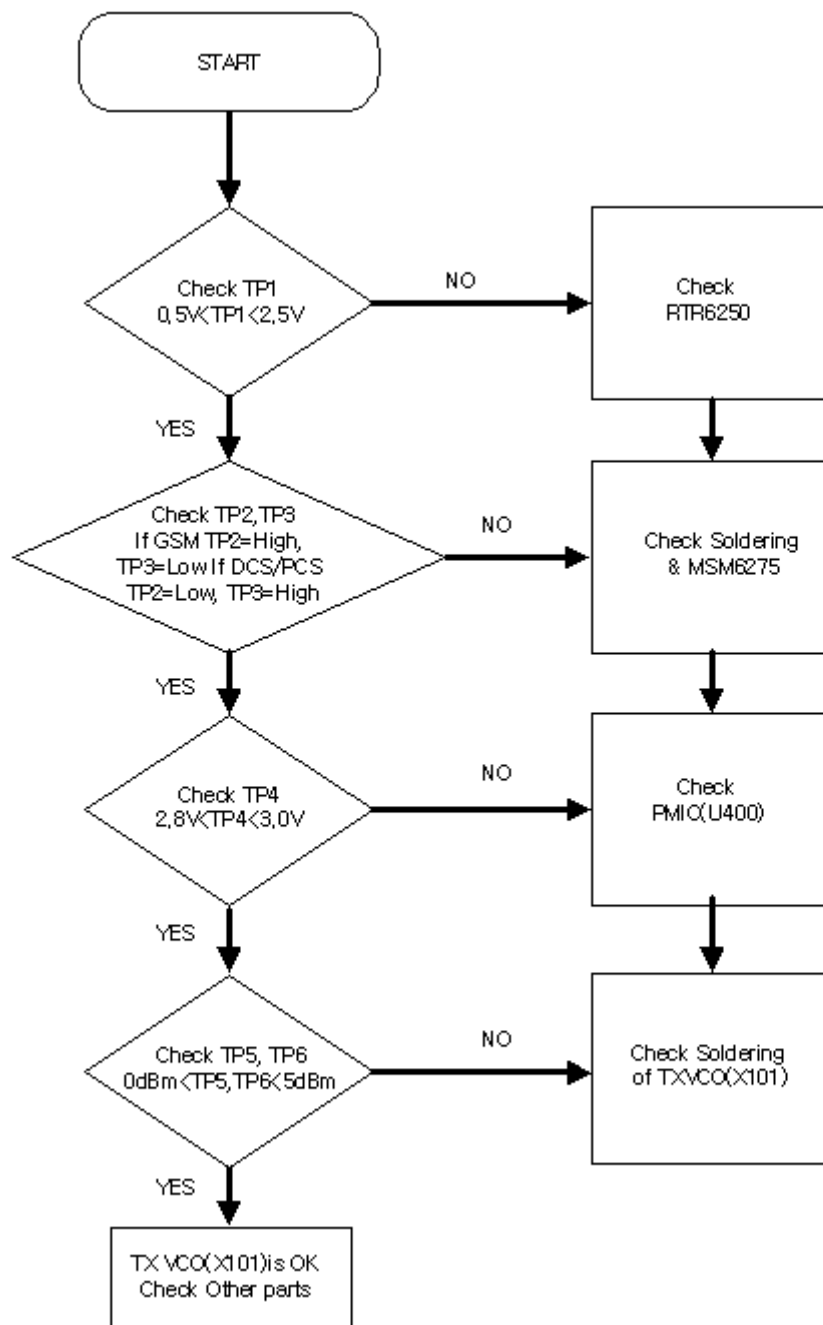 START
Check TP1
0,5V<TP1<2,5V
NO
Check
RTR6250
YES
Check TP2,TP3
If GSM TP2=High,
TP3=Low If DCS/PCS
TP2=Low, TP3=High
NO
Check Soldering
& MSM6275
YES
Check TP4
2,8V<TP4<3,0V
NO
Check
PMIC(U400)
YES
Check TP5, TP6
0dBm<TP5,TP6<5dBm
NO
Check Soldering
of TXVCO(X101)
YES
TX VCO(X101)is OK
Check Other parts